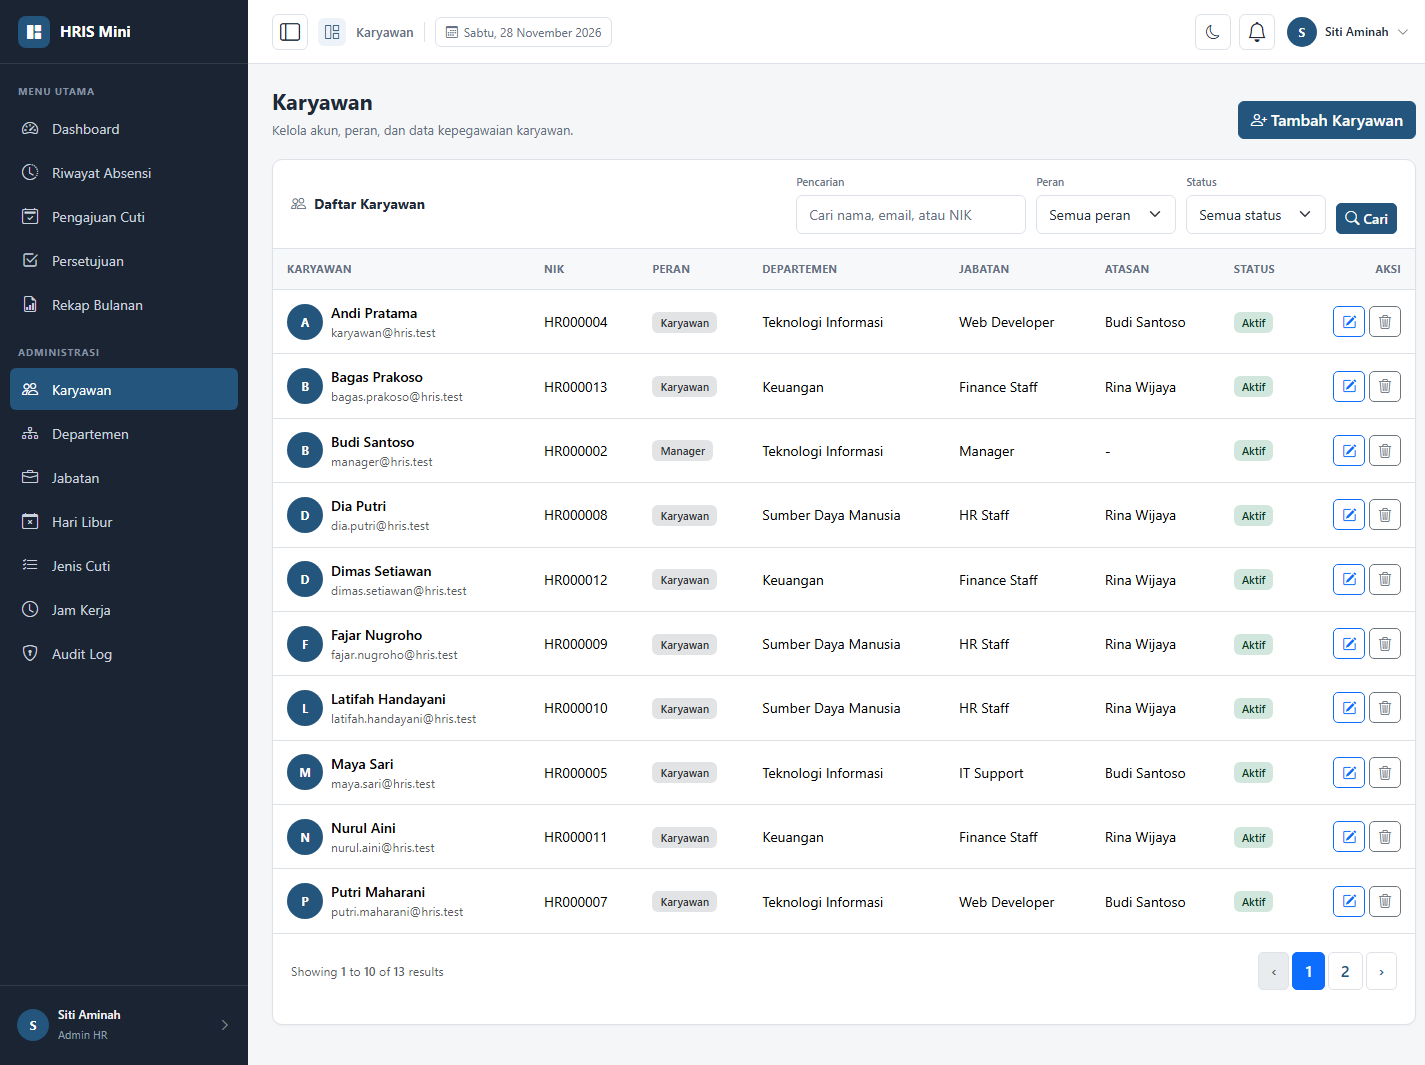 HRIS Mini
Karyawan
Sabtu, 28 November 2026
S
Siti Aminah
MENU UTAMA
Dashboard
Riwayat Absensi
Pengajuan Cuti
Persetujuan
Rekap Bulanan
ADMINISTRASI
Karyawan
Departemen
Jabatan
Hari Libur
Jenis Cuti
Jam Kerja
Audit Log
S
Siti Aminah
Admin HR
Karyawan
Kelola akun, peran, dan data kepegawaian karyawan.
Tambah Karyawan
Daftar Karyawan
Pencarian
Cari nama, email, atau NIK
Peran
Semua peran
Status
Semua status
Cari
KARYAWAN NIK PERAN DEPARTEMEN JABATAN ATASAN STATUS AKSI
A Andi Pratama HR000004 Karyawan Teknologi Informasi Web Developer Budi Santoso Aktif
karyawan@hris.test
B Bagas Prakoso HR000013 Karyawan Keuangan Finance Staff Rina Wijaya Aktif
bagas.prakoso@hris.test
B Budi Santoso HR000002 Manager Teknologi Informasi Manager - Aktif
manager@hris.test
D Dia Putri HR000008 Karyawan Sumber Daya Manusia HR Staff Rina Wijaya Aktif
dia.putri@hris.test
D Dimas Setiawan HR000012 Karyawan Keuangan Finance Staff Rina Wijaya Aktif
dimas.setiawan@hris.test
F Fajar Nugroho HR000009 Karyawan Sumber Daya Manusia HR Staff Rina Wijaya Aktif
fajar.nugroho@hris.test
L Latifah Handayani HR000010 Karyawan Sumber Daya Manusia HR Staff Rina Wijaya Aktif
latifah.handayani@hris.test
M Maya Sari HR000005 Karyawan Teknologi Informasi IT Support Budi Santoso Aktif
maya.sari@hris.test
N Nurul Aini HR000011 Karyawan Keuangan Finance Staff Rina Wijaya Aktif
nurul.aini@hris.test
P Putri Maharani HR000007 Karyawan Teknologi Informasi Web Developer Budi Santoso Aktif
putri.maharani@hris.test
Showing 1 to 10 of 13 results
‹ 1 2 ›